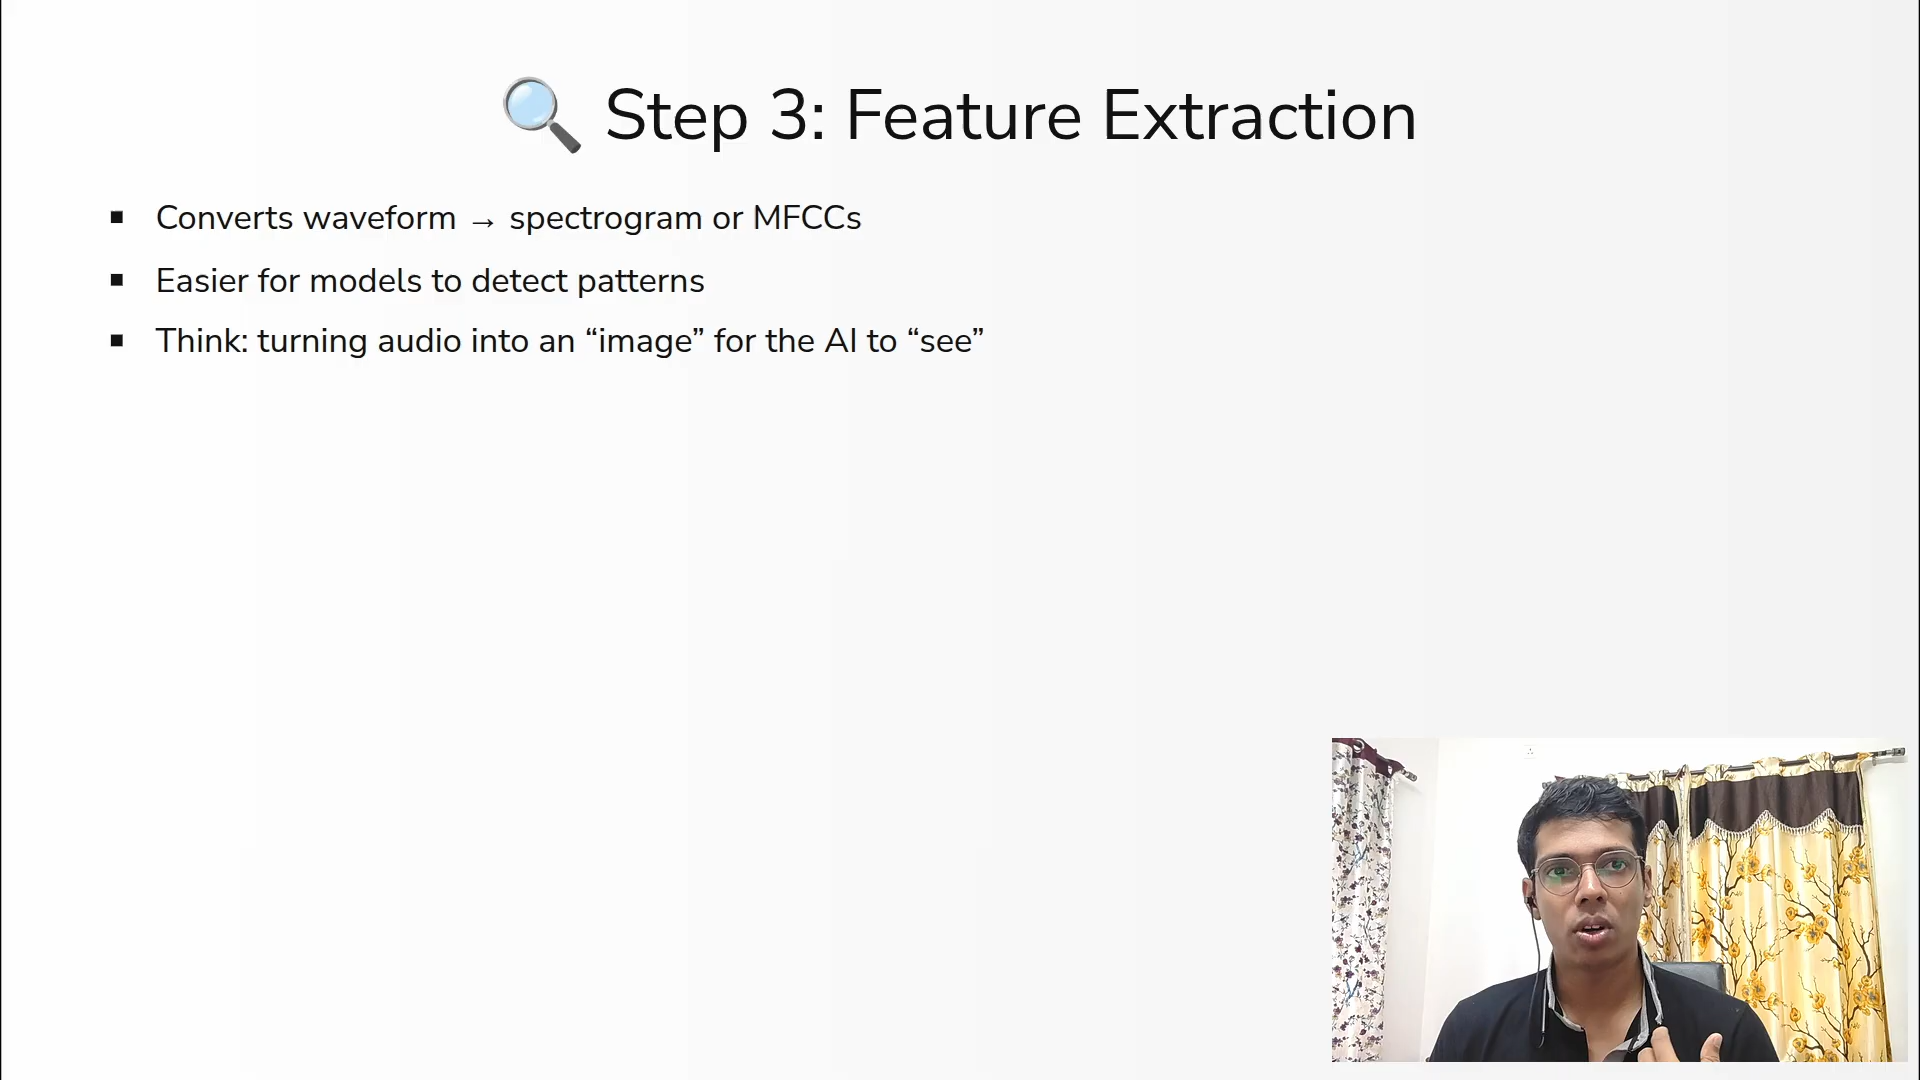 Step 3: Feature Extraction
Converts waveform → spectrogram or MFCCs
Easier for models to detect patterns
Think: turning audio into an “image” for the AI to “see”